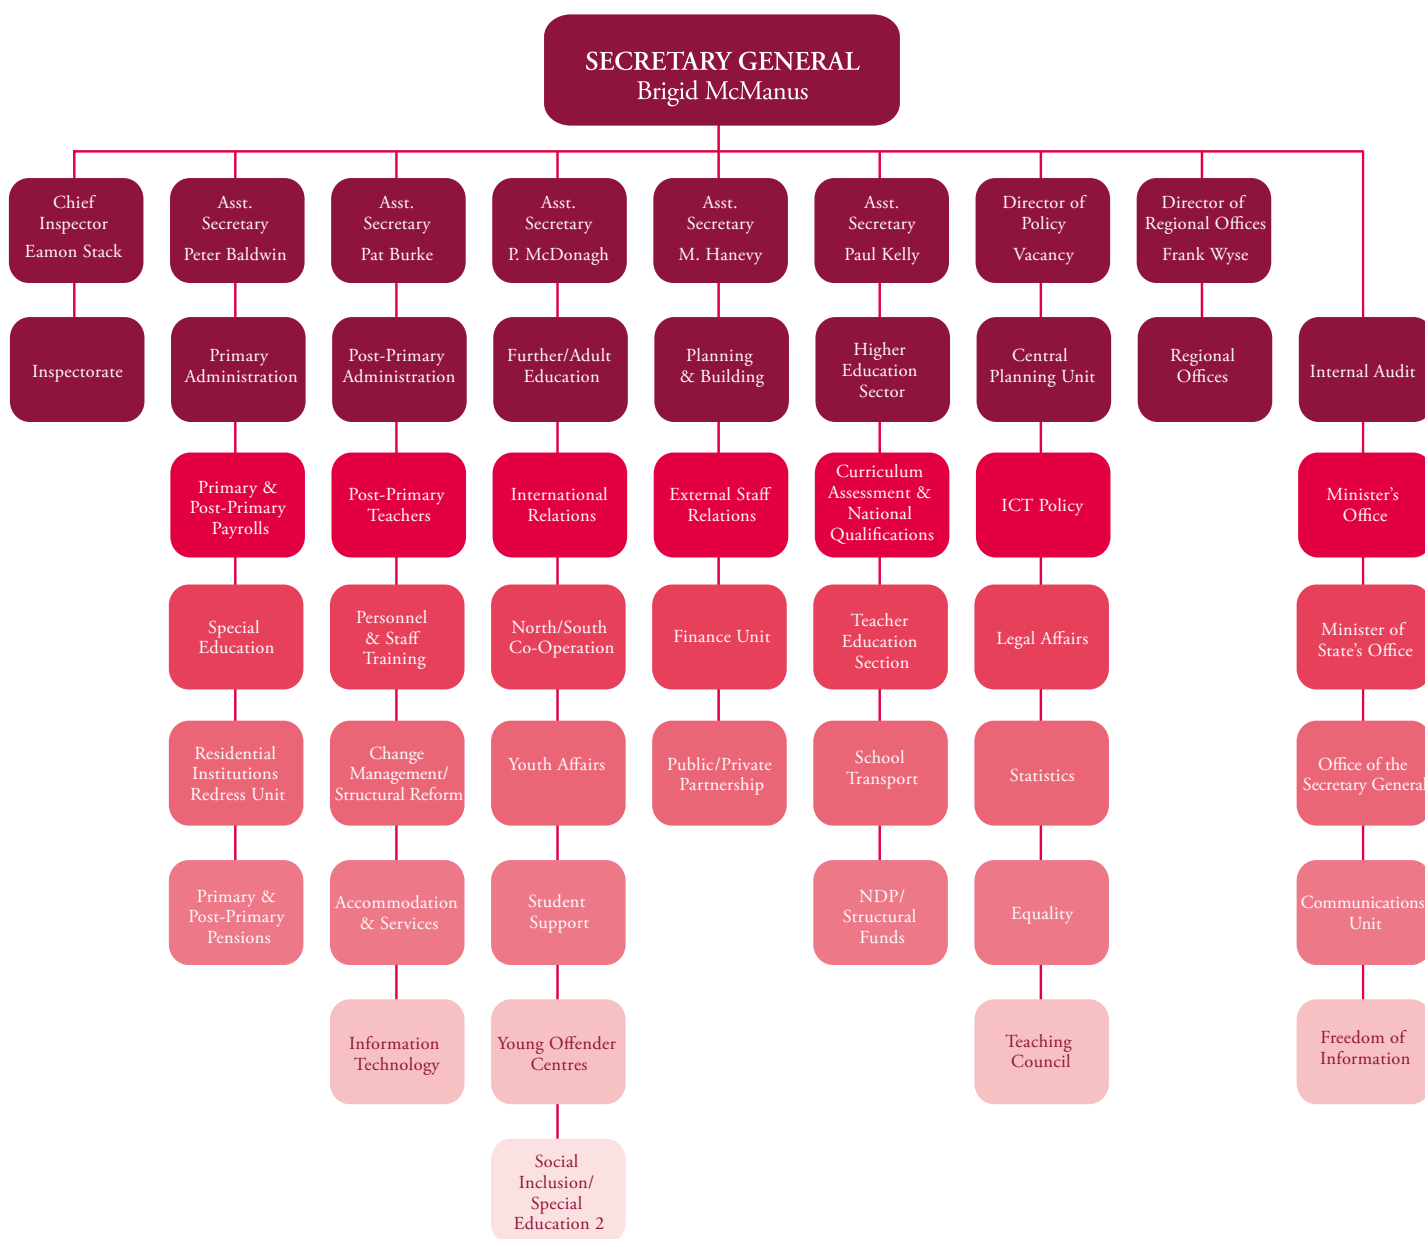 SECRETARY GENERAL
Brigid McManus
Chief
Inspector
Eamon Stack
Asst.
Secretary
Peter Baldwin
Asst.
Secretary
Pat Burke
Asst.
Secretary
P. McDonagh
Asst.
Secretary
M. Hanevy
Asst.
Secretary
Paul Kelly
Director of
Policy
Vacancy
Director of
Regional Offices
Frank Wyse
Inspectorate
Primary
Administration
Post-Primary
Administration
Further/Adult
Education
Planning
& Building
Higher
Education
Sector
Central
Planning Unit
Regional
Offices
Internal Audit
Primary &
Post-Primary
Payrolls
Post-Primary
Teachers
International
Relations
External Staff
Relations
Curriculum
Assessment &
National
Qualifications
ICT Policy
Minister's
Office
Special
Education
Personnel
& Staff
Training
North/South
Co-Operation
Finance Unit
Teacher
Education
Section
Legal Affairs
Minister of
State's Office
Residential
Institutions
Redress Unit
Change
Management/
Structural Reform
Youth Affairs
Public/Private
Partnership
School
Transport
Statistics
Office of the
Secretary General
Primary &
Post-Primary
Pensions
Accommodation
& Services
Student
Support
NDP/
Structural
Funds
Equality
Communications
Unit
Information
Technology
Young Offender
Centres
Teaching
Council
Freedom of
Information
Social
Inclusion/
Special
Education 2